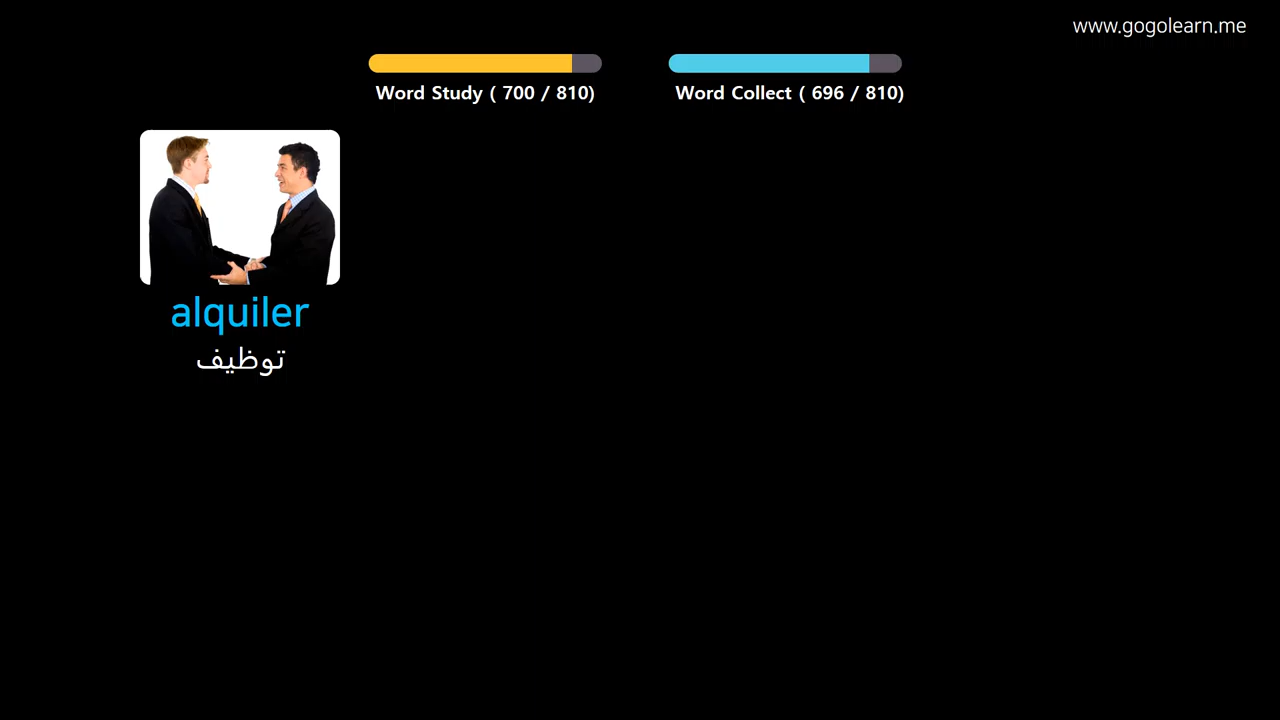 www.gogolearn.me
Word Study ( 700 / 810)
Word Collect ( 696 / 810)
alquiler
توظيف